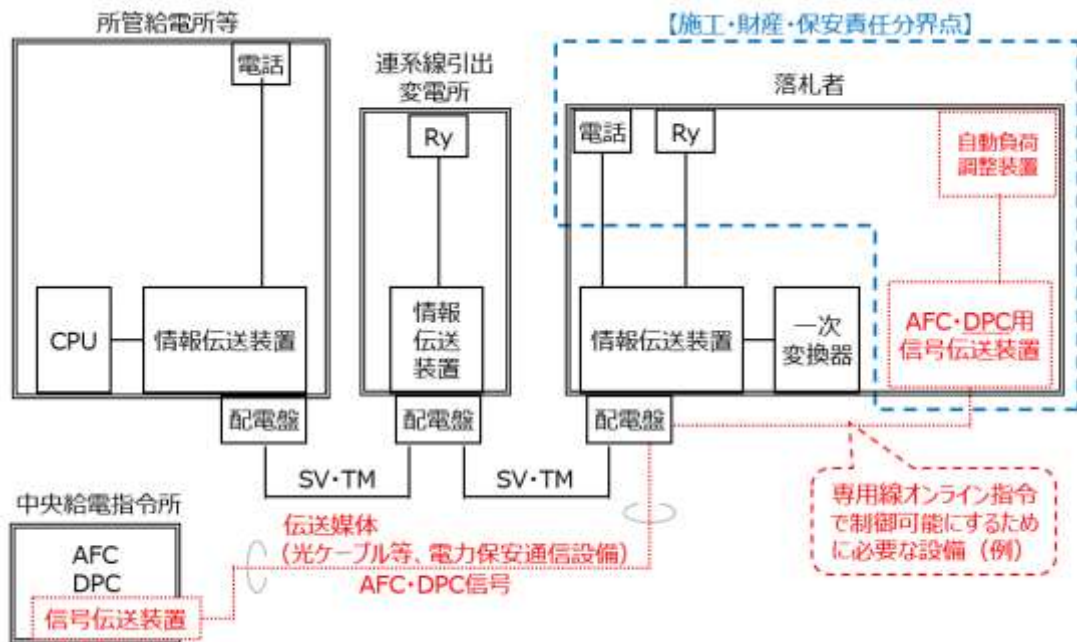 所管給電所等
電話
CPU
情報伝送装置
配電盤
連系線引出
変電所
Ry
情報
伝送
装置
配電盤
【施工・財産・保安責任分界点】
落札者
電話
Ry
自動負荷
調整装置
情報伝送装置
一次
変換器
AFC・DPC用
信号伝送装置
配電盤
SV・TM
SV・TM
中央給電指令所
AFC
DPC
信号伝送装置
伝送媒体
(光ケーブル等、電力保安通信設備)
AFC・DPC信号
専用線オンライン指令
で制御可能にするため
に必要な設備（例）